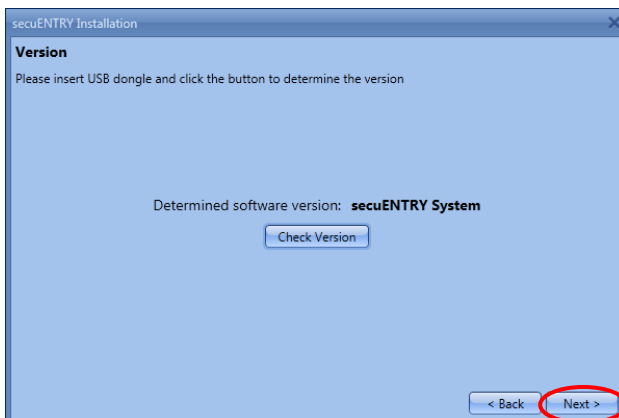 secuENTRY Installation
Version
Please insert USB dongle and click the button to determine the version
Determined software version: secuENTRY System
Check Version
< Back Next >